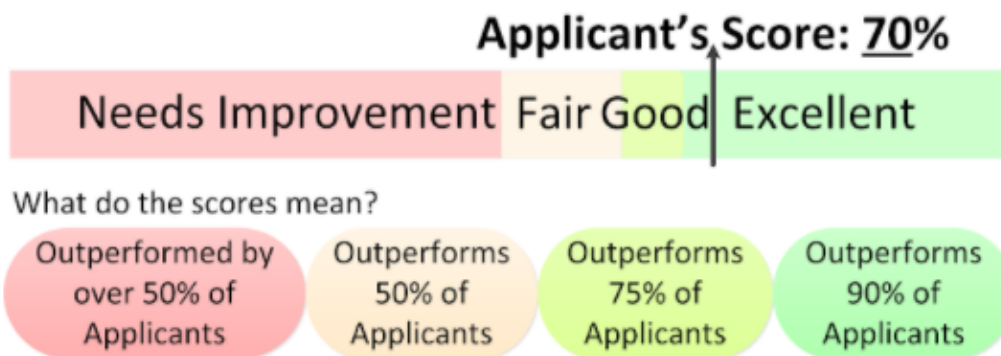 Applicant's Score: 70%
Needs Improvement Fair Good Excellent
What do the scores mean?
Outperformed by
over 50% of
Applicants
Outperforms
50% of
Applicants
Outperforms
75% of
Applicants
Outperforms
90% of
Applicants